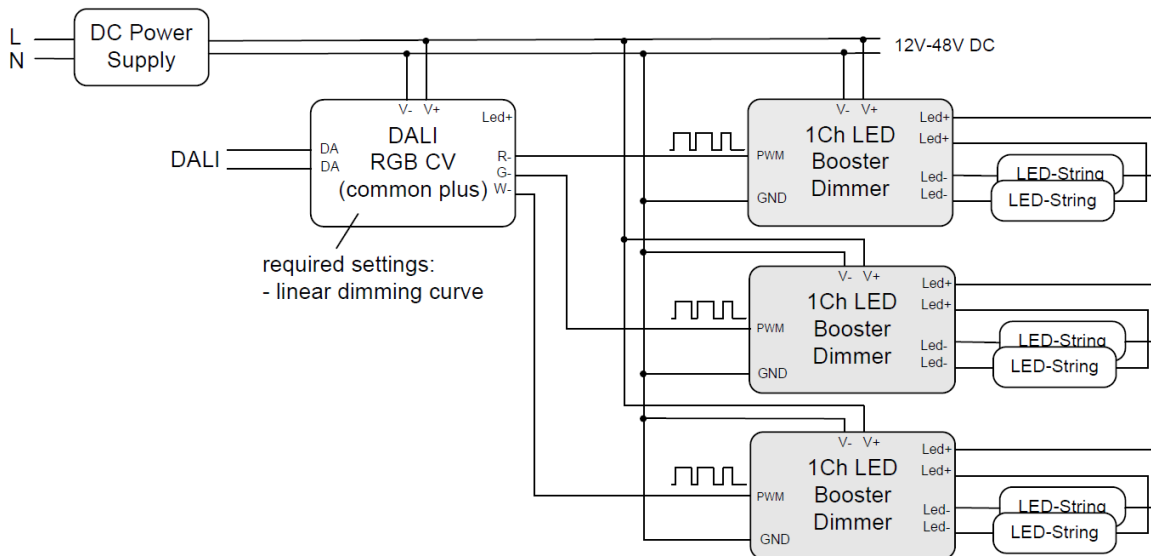 L
N
DC Power
Supply
12V-48V DC
V- V+
Led+
DALI
RGB CV
(common plus)
DA
DA
R-
G-
W-
DALI
required settings:
- linear dimming curve
V- V+
1Ch LED
Booster
Dimmer
PWM
GND
Led+
Led+
Led-
Led-
LED-String
LED-String
V- V+
1Ch LED
Booster
Dimmer
PWM
GND
Led+
Led+
Led-
Led-
LED-String
LED-String
V- V+
1Ch LED
Booster
Dimmer
PWM
GND
Led+
Led+
Led-
Led-
LED-String
LED-String